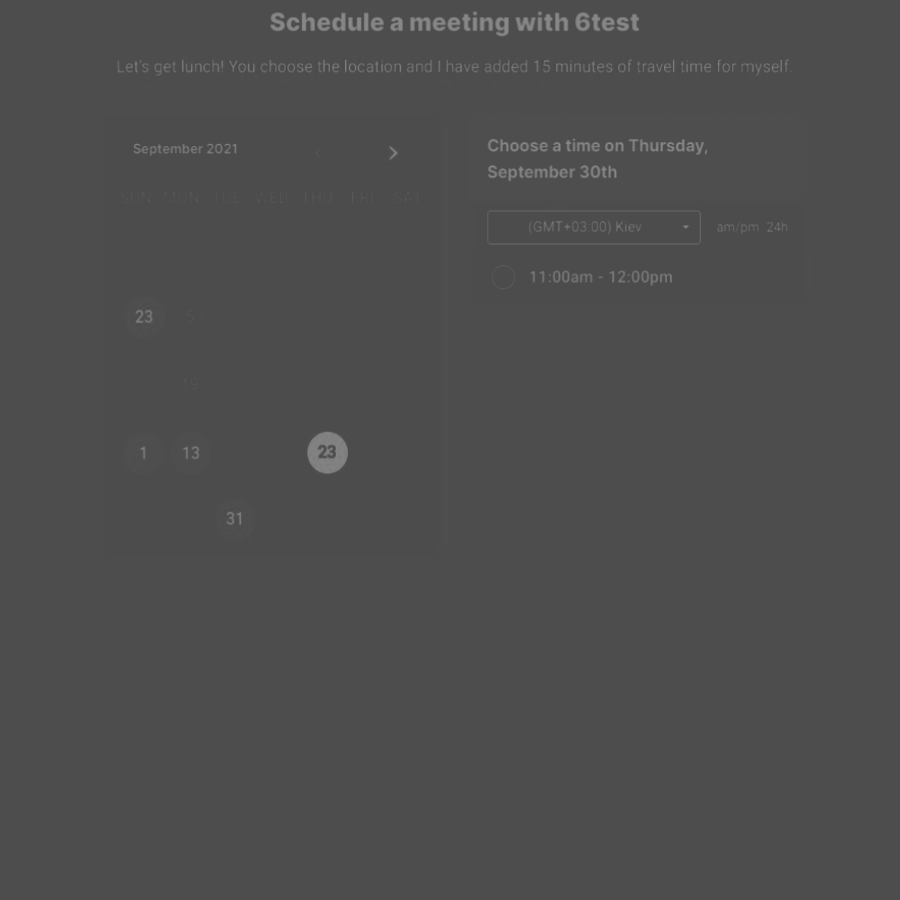 Schedule a meeting with 6test
Let's get lunch! You choose the location and I have added 15 minutes of travel time for myself.
September 2021
SUN MON TUE WED THU FRI SAT
23 5
19
1 13 23
31
Choose a time on Thursday,
September 30th
(GMT+03:00) Kiev am/pm 24h
11:00am - 12:00pm